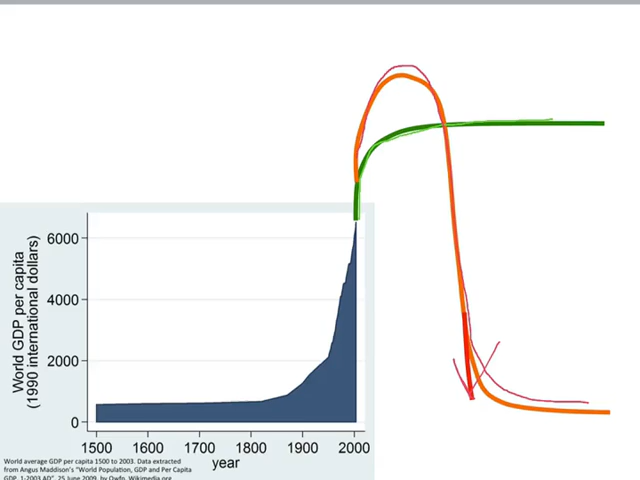 World GDP per capita
(1990 international dollars)
6000
4000
2000
0
1500 1600 1700 1800 1900 2000
year
World average GDP per capita 1500 to 2003. Data extracted
from Angus Maddison's "World Population, GDP and Per Capita
GDP, 1-2003 AD", 25 June 2009, by Qwfp, Wikimedia.org